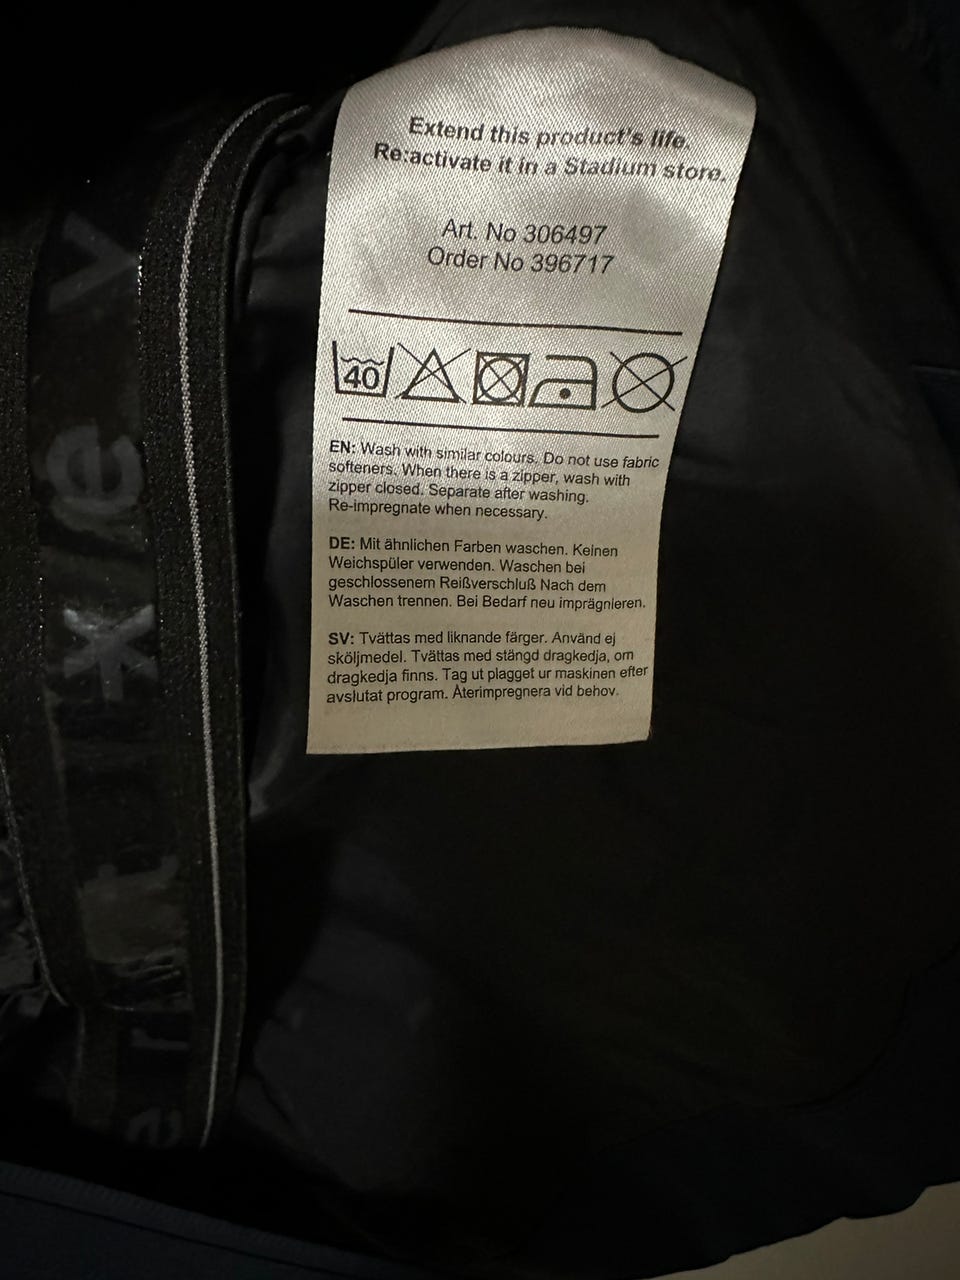 Extend this product's life.
Re:activate it in a Stadium store.
Art. No 306497
Order No 396717
40
EN: Wash with similar colours. Do not use fabric
softeners. When there is a zipper, wash with
zipper closed. Separate after washing.
Re-impregnate when necessary.
DE: Mit ähnlichen Farben waschen. Keinen
Weichspüler verwenden. Waschen bei
geschlossenem Reißverschluß Nach dem
Waschen trennen. Bei Bedarf neu imprägnieren.
SV: Tvättas med liknande färger. Använd ej
sköljmedel. Tvättas med stängd dragkedja, om
dragkedja finns. Tag ut plagget ur maskinen efter
avslutat program. Återimpregnera vid behov.